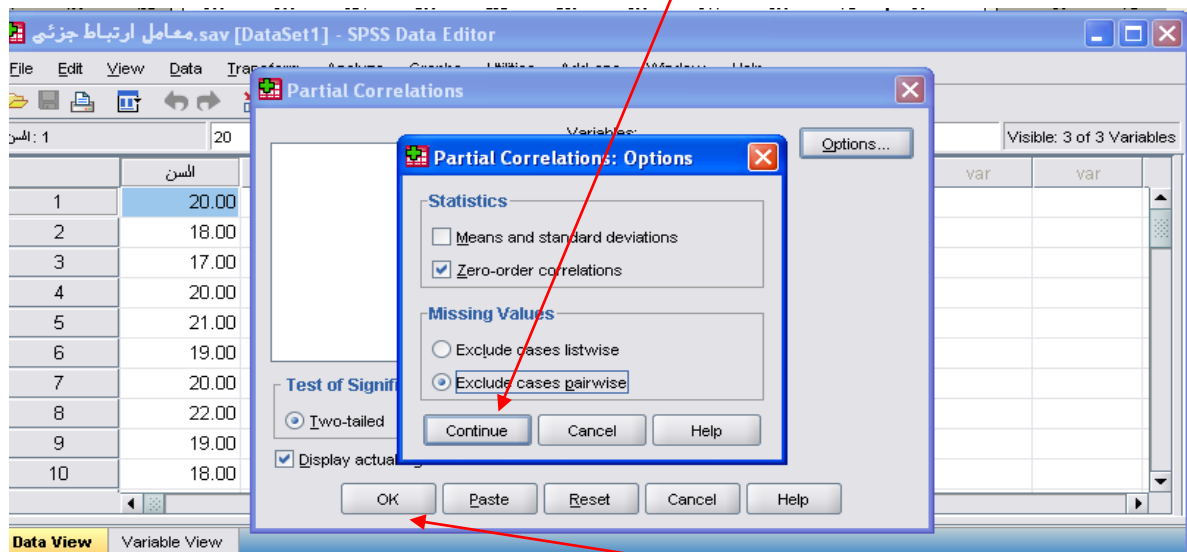 معامل ارتباط جزئي.sav [DataSet1] - SPSS Data Editor
File Edit View Data
Partial Correlations
1 : السن 20
Variables:
Options...
Visible: 3 of 3 Variables
Partial Correlations: Options
السن var var
Statistics
1 20.00
Means and standard deviations
2 18.00
Zero-order correlations
3 17.00
4 20.00
Missing Values
5 21.00
Exclude cases listwise
6 19.00
Exclude cases pairwise
7 20.00
Test of
Two-tailed
8 22.00
Continue Cancel Help
9 19.00
Display
10 18.00
OK Paste Reset Cancel Help
Data View Variable View